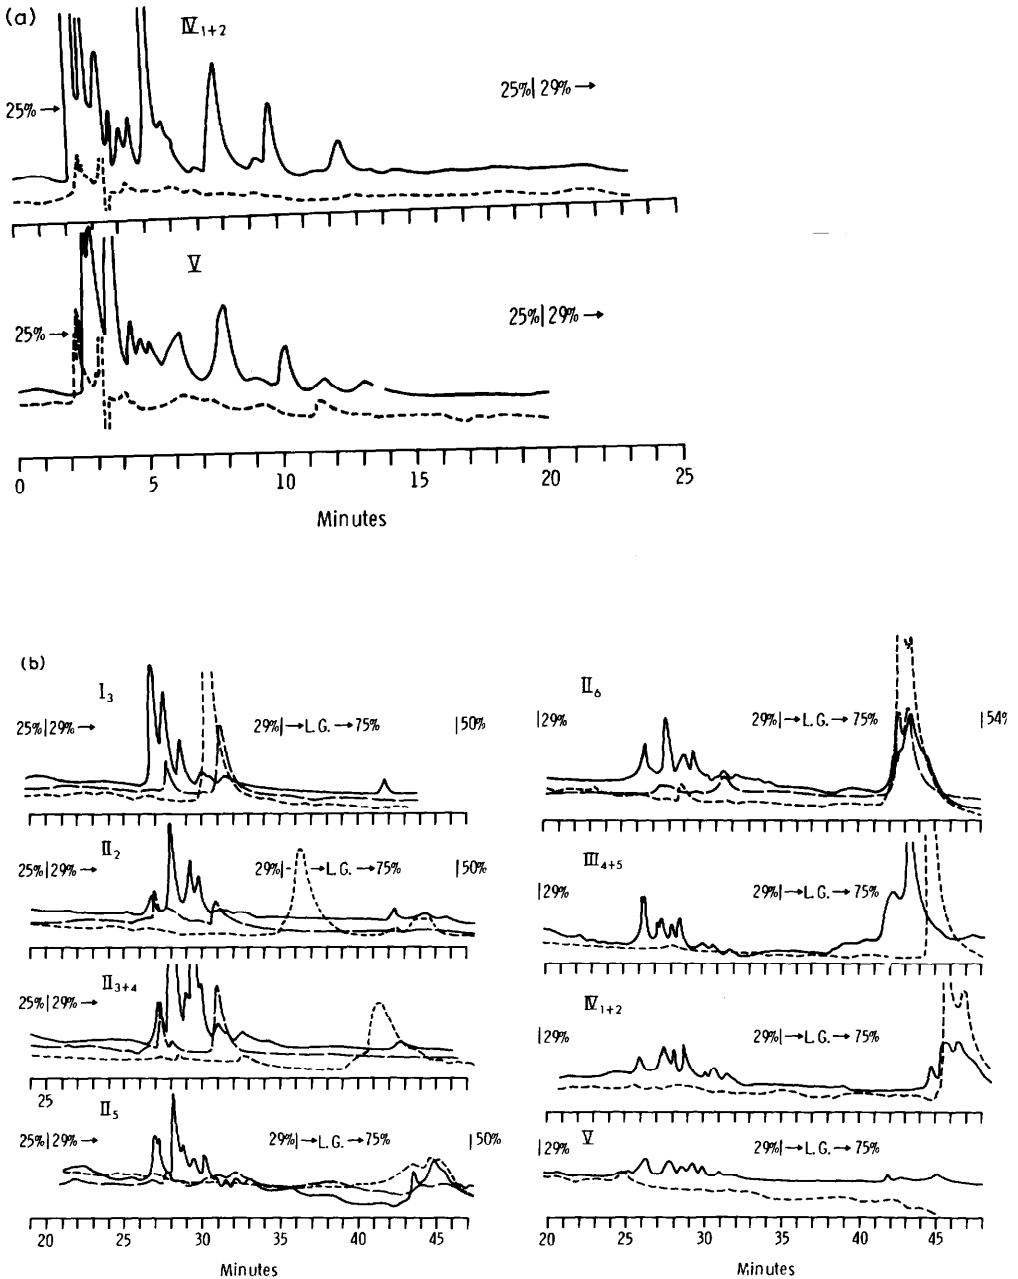 (a)
IV1+2
25% →
25%|29% →
V
25% →
25%|29% →
0 5 10 15 20 25
Minutes
(b)
I3
25%|29% →
29%|→L.G. →75%
|50%
II2
25%|29% →
29%|- →L.G. →75%
|50%
II3+4
25%|29% →
25
II5
25%|29% →
29%|→L.G. →75%
|50%
20 25 30 35 40 45
Minutes
II6
|29%
29%|→L.G. →75%
|54%
III4+5
|29%
29%|→L.G. →75%
IV1+2
|29%
29%|→L.G. →75%
V
|29%
29%|→L.G. →75%
20 25 30 35 40 45
Minutes